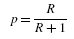 p = R / (R + 1)